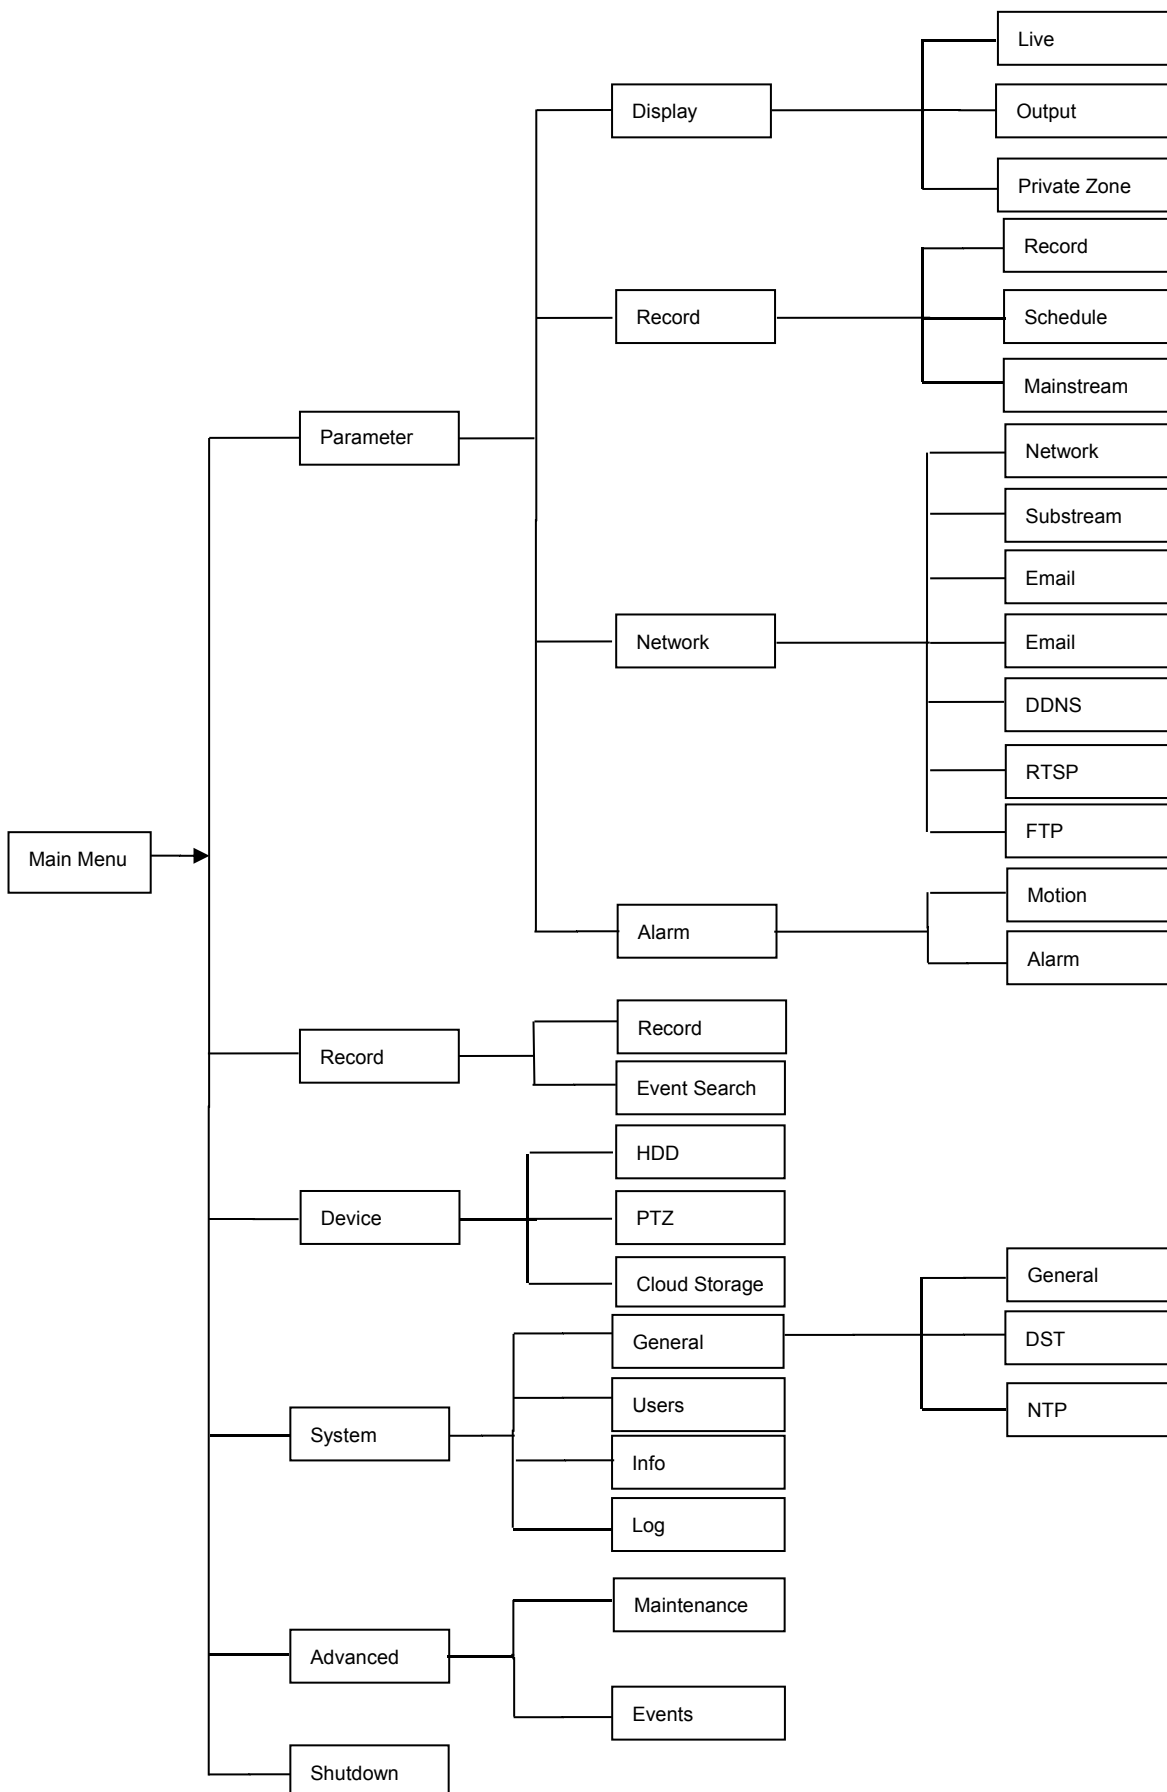 Main Menu
Parameter
Display
Live
Output
Private Zone
Record
Record
Schedule
Mainstream
Network
Network
Substream
Email
Email
DDNS
RTSP
FTP
Alarm
Motion
Alarm
Record
Record
Event Search
Device
HDD
PTZ
Cloud Storage
System
General
General
DST
NTP
Users
Info
Log
Advanced
Maintenance
Events
Shutdown